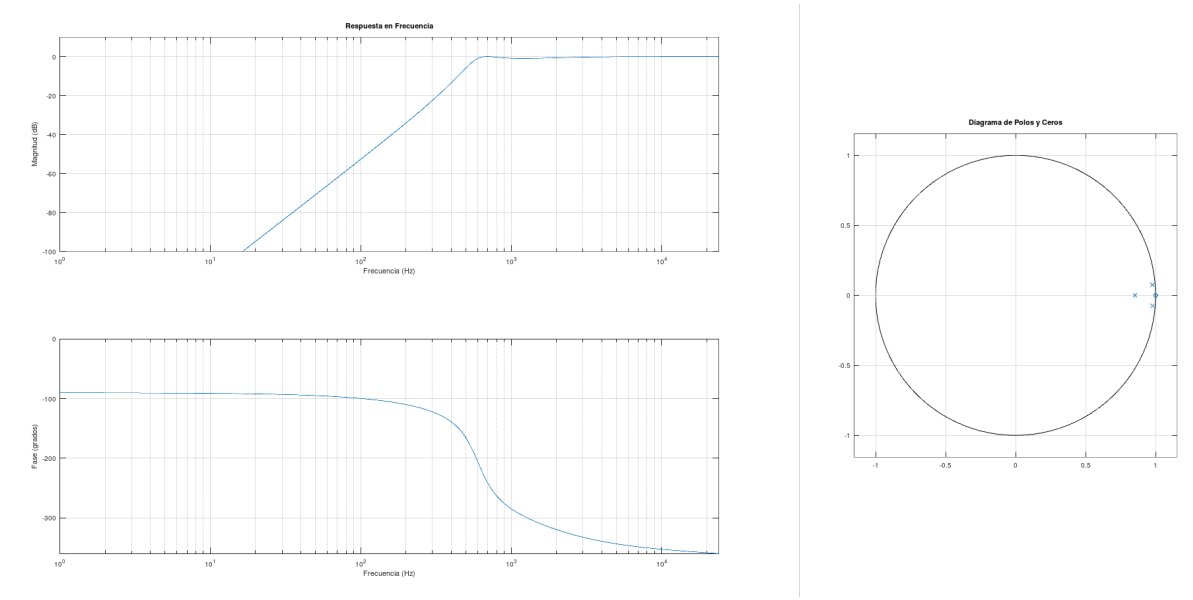 Respuesta en Frecuencia
0
-20
-40
-60
-80
-100
Magnitud (dB)
10^0 10^1 10^2 10^3 10^4
Frecuencia (Hz)
0
-100
-200
-300
Fase (grados)
10^0 10^1 10^2 10^3 10^4
Frecuencia (Hz)
Diagrama de Polos y Ceros
1
0.5
0
-0.5
-1
-1 -0.5 0 0.5 1